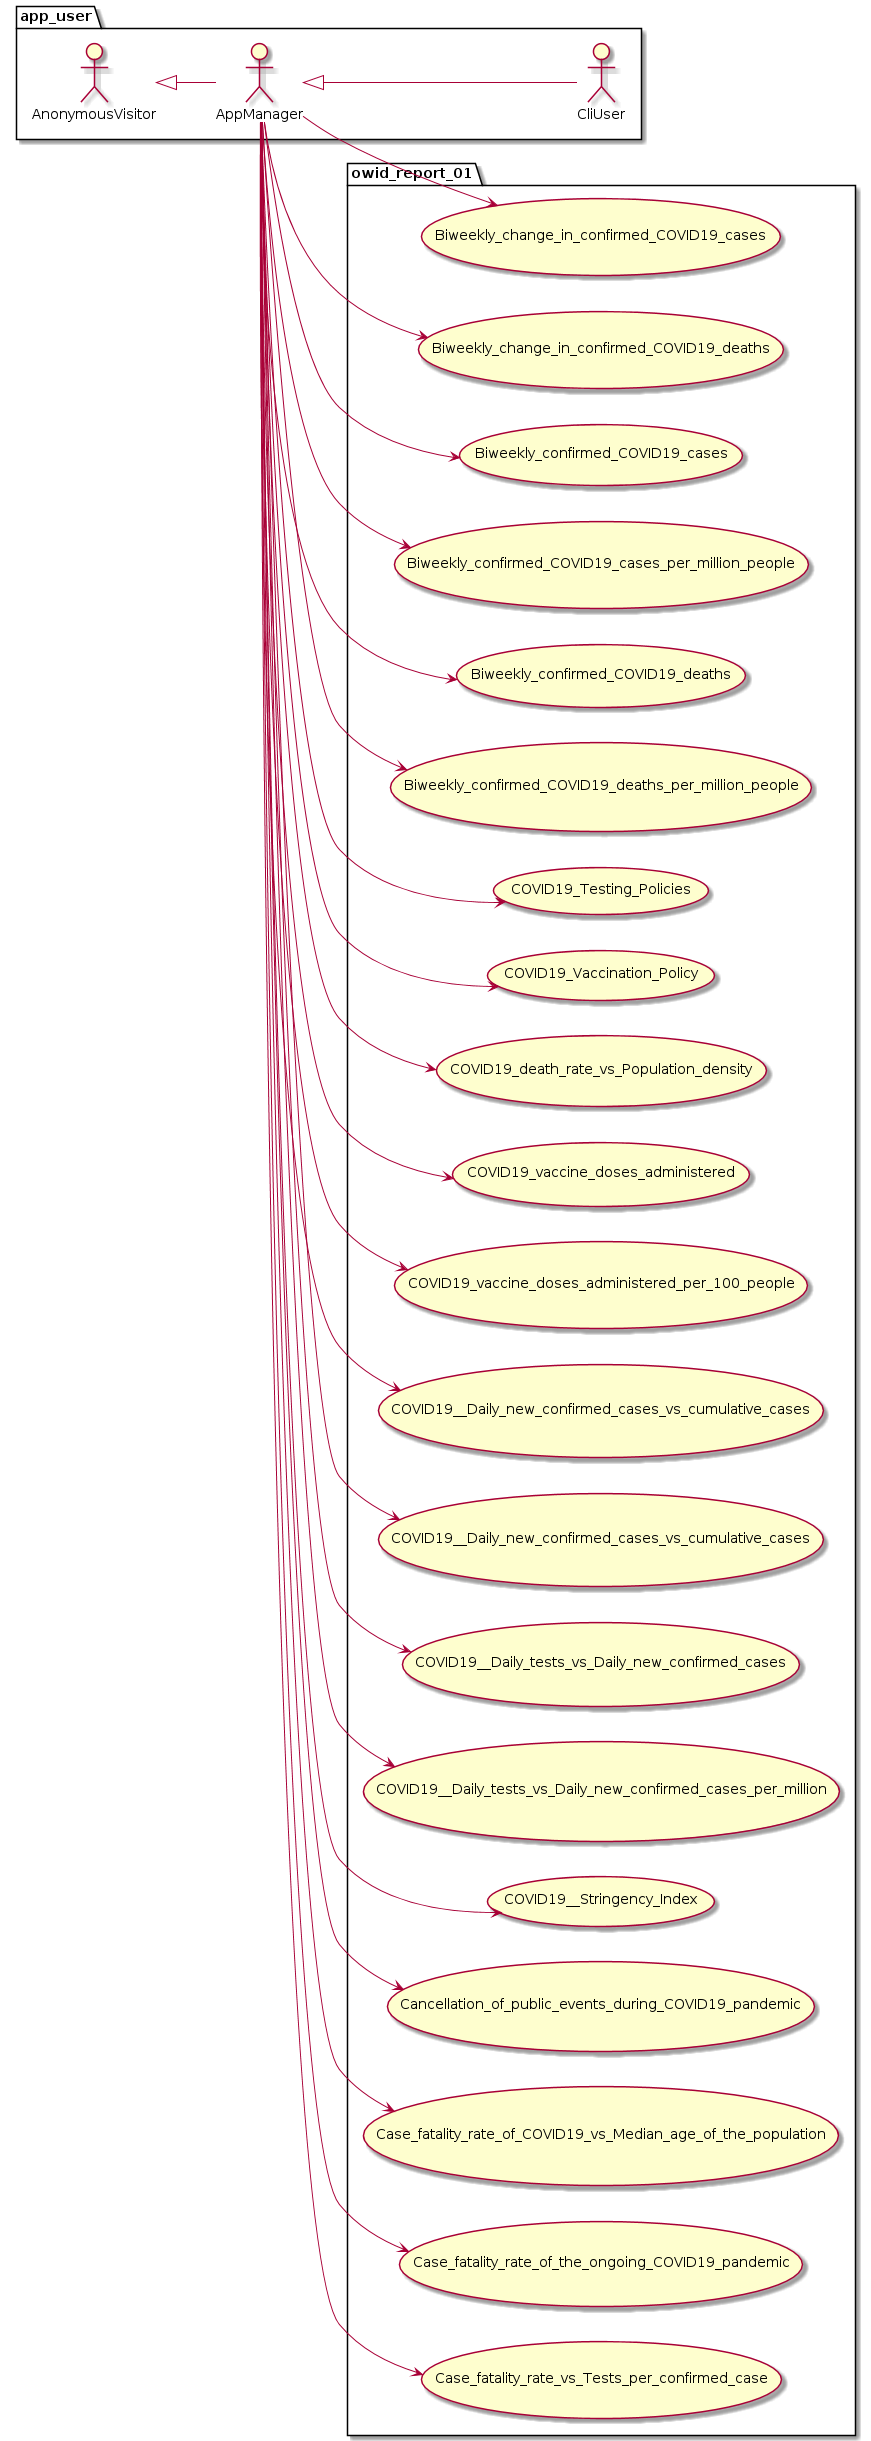 app_user
AnonymousVisitor
AppManager
CliUser
owid_report_01
Biweekly_change_in_confirmed_COVID19_cases
Biweekly_change_in_confirmed_COVID19_deaths
Biweekly_confirmed_COVID19_cases
Biweekly_confirmed_COVID19_cases_per_million_people
Biweekly_confirmed_COVID19_deaths
Biweekly_confirmed_COVID19_deaths_per_million_people
COVID19_Testing_Policies
COVID19_Vaccination_Policy
COVID19_death_rate_vs_Population_density
COVID19_vaccine_doses_administered
COVID19_vaccine_doses_administered_per_100_people
COVID19__Daily_new_confirmed_cases_vs_cumulative_cases
COVID19__Daily_new_confirmed_cases_vs_cumulative_cases
COVID19__Daily_tests_vs_Daily_new_confirmed_cases
COVID19__Daily_tests_vs_Daily_new_confirmed_cases_per_million
COVID19__Stringency_Index
Cancellation_of_public_events_during_COVID19_pandemic
Case_fatality_rate_of_COVID19_vs_Median_age_of_the_population
Case_fatality_rate_of_the_ongoing_COVID19_pandemic
Case_fatality_rate_vs_Tests_per_confirmed_case